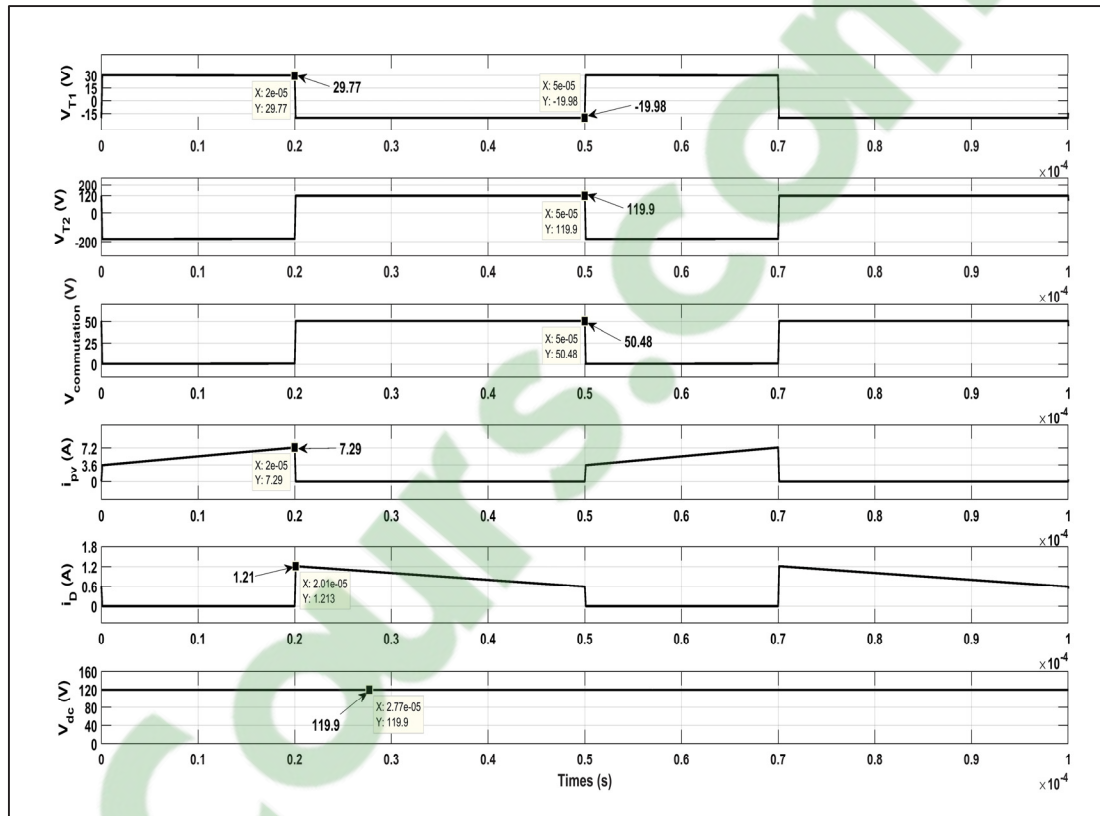 V_T1 (V)
30
15
0
-15
X: 2e-05
Y: 29.77
29.77
X: 5e-05
Y: -19.98
-19.98
0 0.1 0.2 0.3 0.4 0.5 0.6 0.7 0.8 0.9 1
×10^-4
V_T2 (V)
200
120
0
-200
X: 5e-05
Y: 119.9
119.9
0 0.1 0.2 0.3 0.4 0.5 0.6 0.7 0.8 0.9 1
×10^-4
V_commutation (V)
50
25
0
X: 5e-05
Y: 50.48
50.48
0 0.1 0.2 0.3 0.4 0.5 0.6 0.7 0.8 0.9 1
×10^-4
i_pv (A)
7.2
3.6
0
X: 2e-05
Y: 7.29
7.29
0 0.1 0.2 0.3 0.4 0.5 0.6 0.7 0.8 0.9 1
×10^-4
i_D (A)
1.8
1.2
0.6
0
1.21
X: 2.01e-05
Y: 1.213
0 0.1 0.2 0.3 0.4 0.5 0.6 0.7 0.8 0.9 1
×10^-4
V_dc (V)
160
120
80
40
0
119.9
X: 2.77e-05
Y: 119.9
0 0.1 0.2 0.3 0.4 0.5 0.6 0.7 0.8 0.9 1
Times (s)
×10^-4
Cours.com